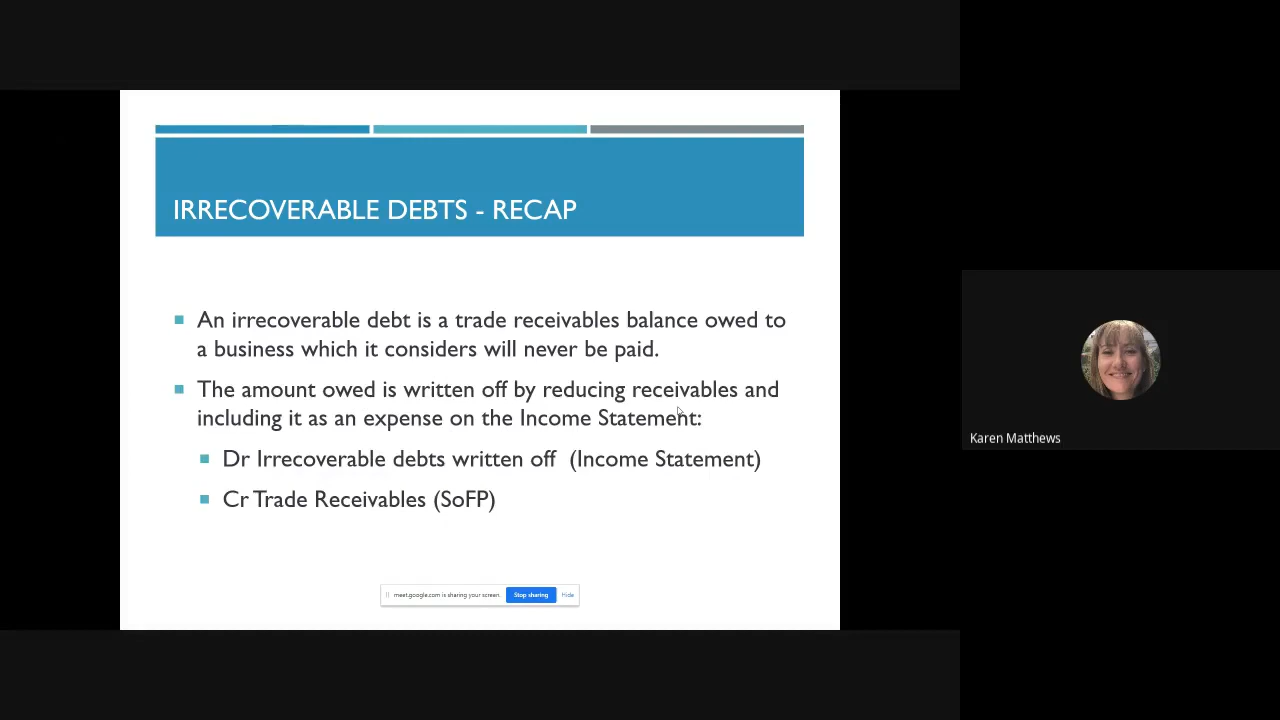 IRRECOVERABLE DEBTS - RECAP
An irrecoverable debt is a trade receivables balance owed to
a business which it considers will never be paid.
The amount owed is written off by reducing receivables and
including it as an expense on the Income Statement:
Dr Irrecoverable debts written off (Income Statement)
Cr Trade Receivables (SoFP)
meet.google.com is sharing your screen. Stop sharing Hide
Karen Matthews